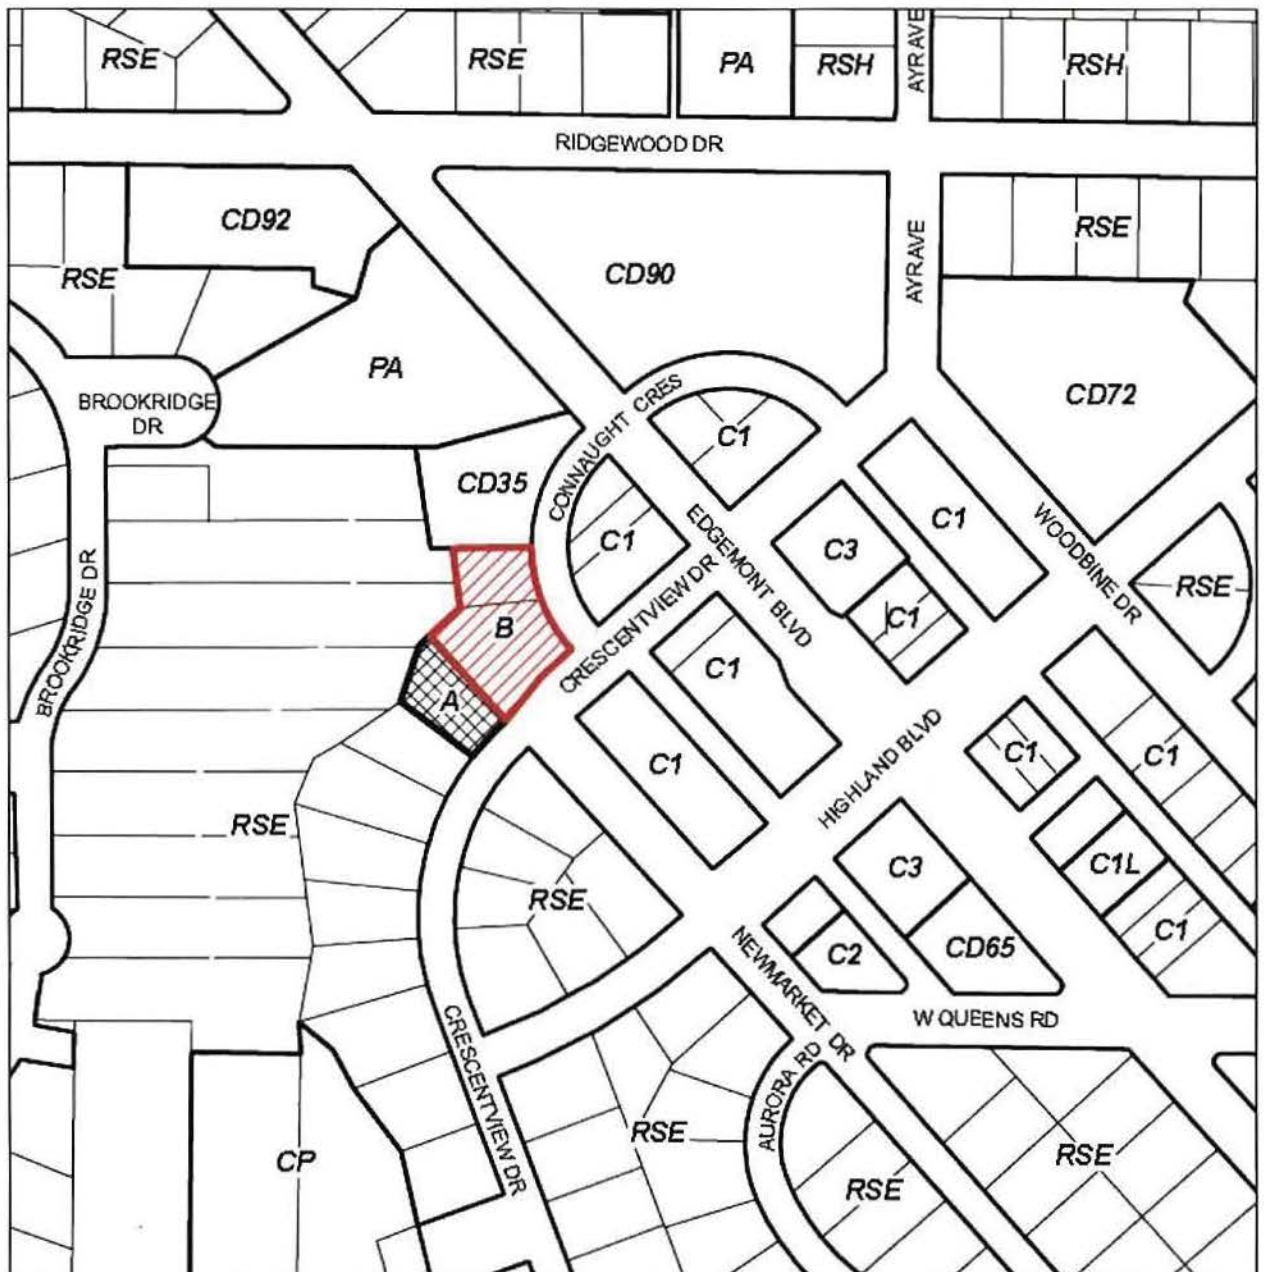 RSE
RSE
PA
RSH
AYR AVE
RSH
RIDGEWOOD DR
CD92
CD90
AYR AVE
RSE
RSE
PA
BROOKRIDGE
DR
CONNAUGHT CRES
C1
CD72
CD35
C1
EDGEMONT BLVD
C3
C1
WOODBINE DR
RSE
C1
BROOKRIDGE DR
B
CRESCENTVIEW DR
C1
A
C1
HIGHLAND BLVD
C1
C1
RSE
C3
C1L
RSE
C1
NEWMARKET DR
C2
CD65
W QUEENS RD
CRESCENTVIEW DR
AURORA RD
RSE
CP
RSE
RSE